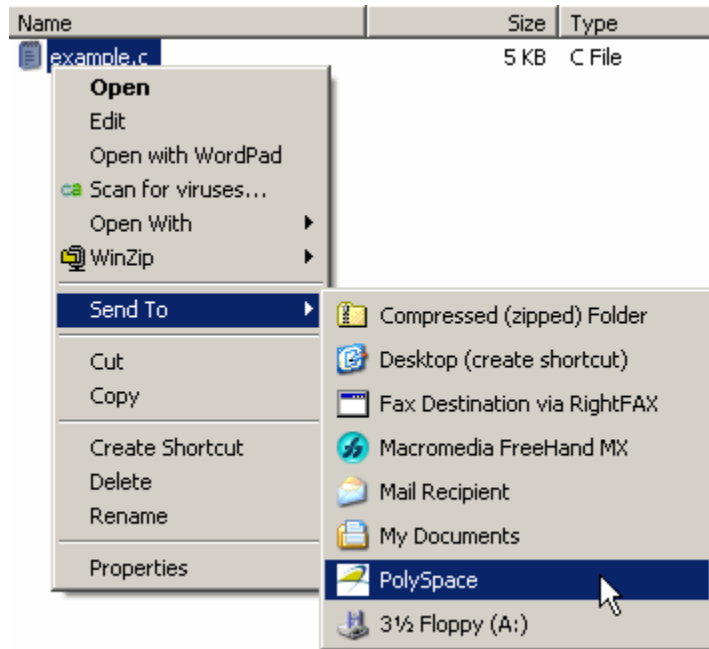 Name Size Type
example.c 5 KB C File
Open
Edit
Open with WordPad
ca Scan for viruses...
Open With
WinZip
Send To
Compressed (zipped) Folder
Desktop (create shortcut)
Fax Destination via RightFAX
Macromedia FreeHand MX
Mail Recipient
My Documents
PolySpace
3½ Floppy (A:)
Cut
Copy
Create Shortcut
Delete
Rename
Properties